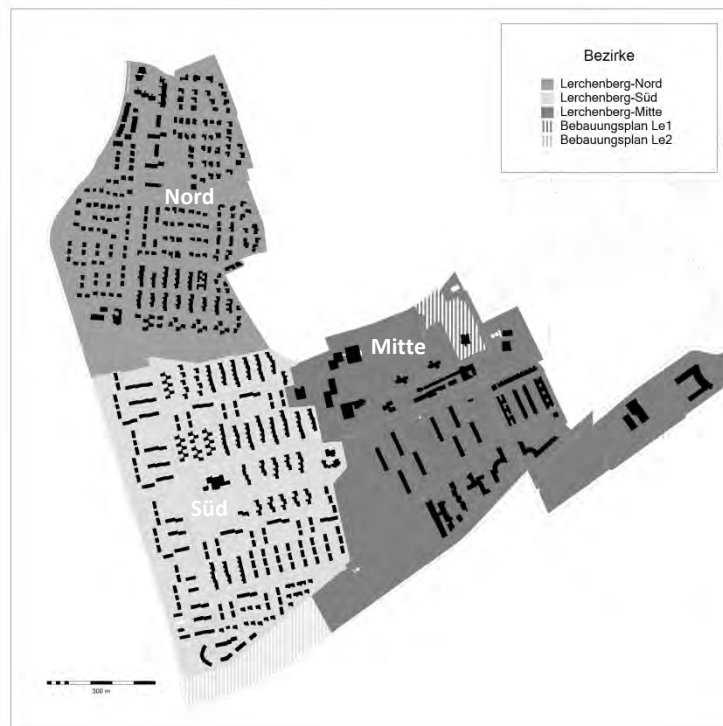 Bezirke
Lerchenberg-Nord
Lerchenberg-Süd
Lerchenberg-Mitte
Bebauungsplan Le1
Bebauungsplan Le2
Nord
Mitte
Süd
300 m